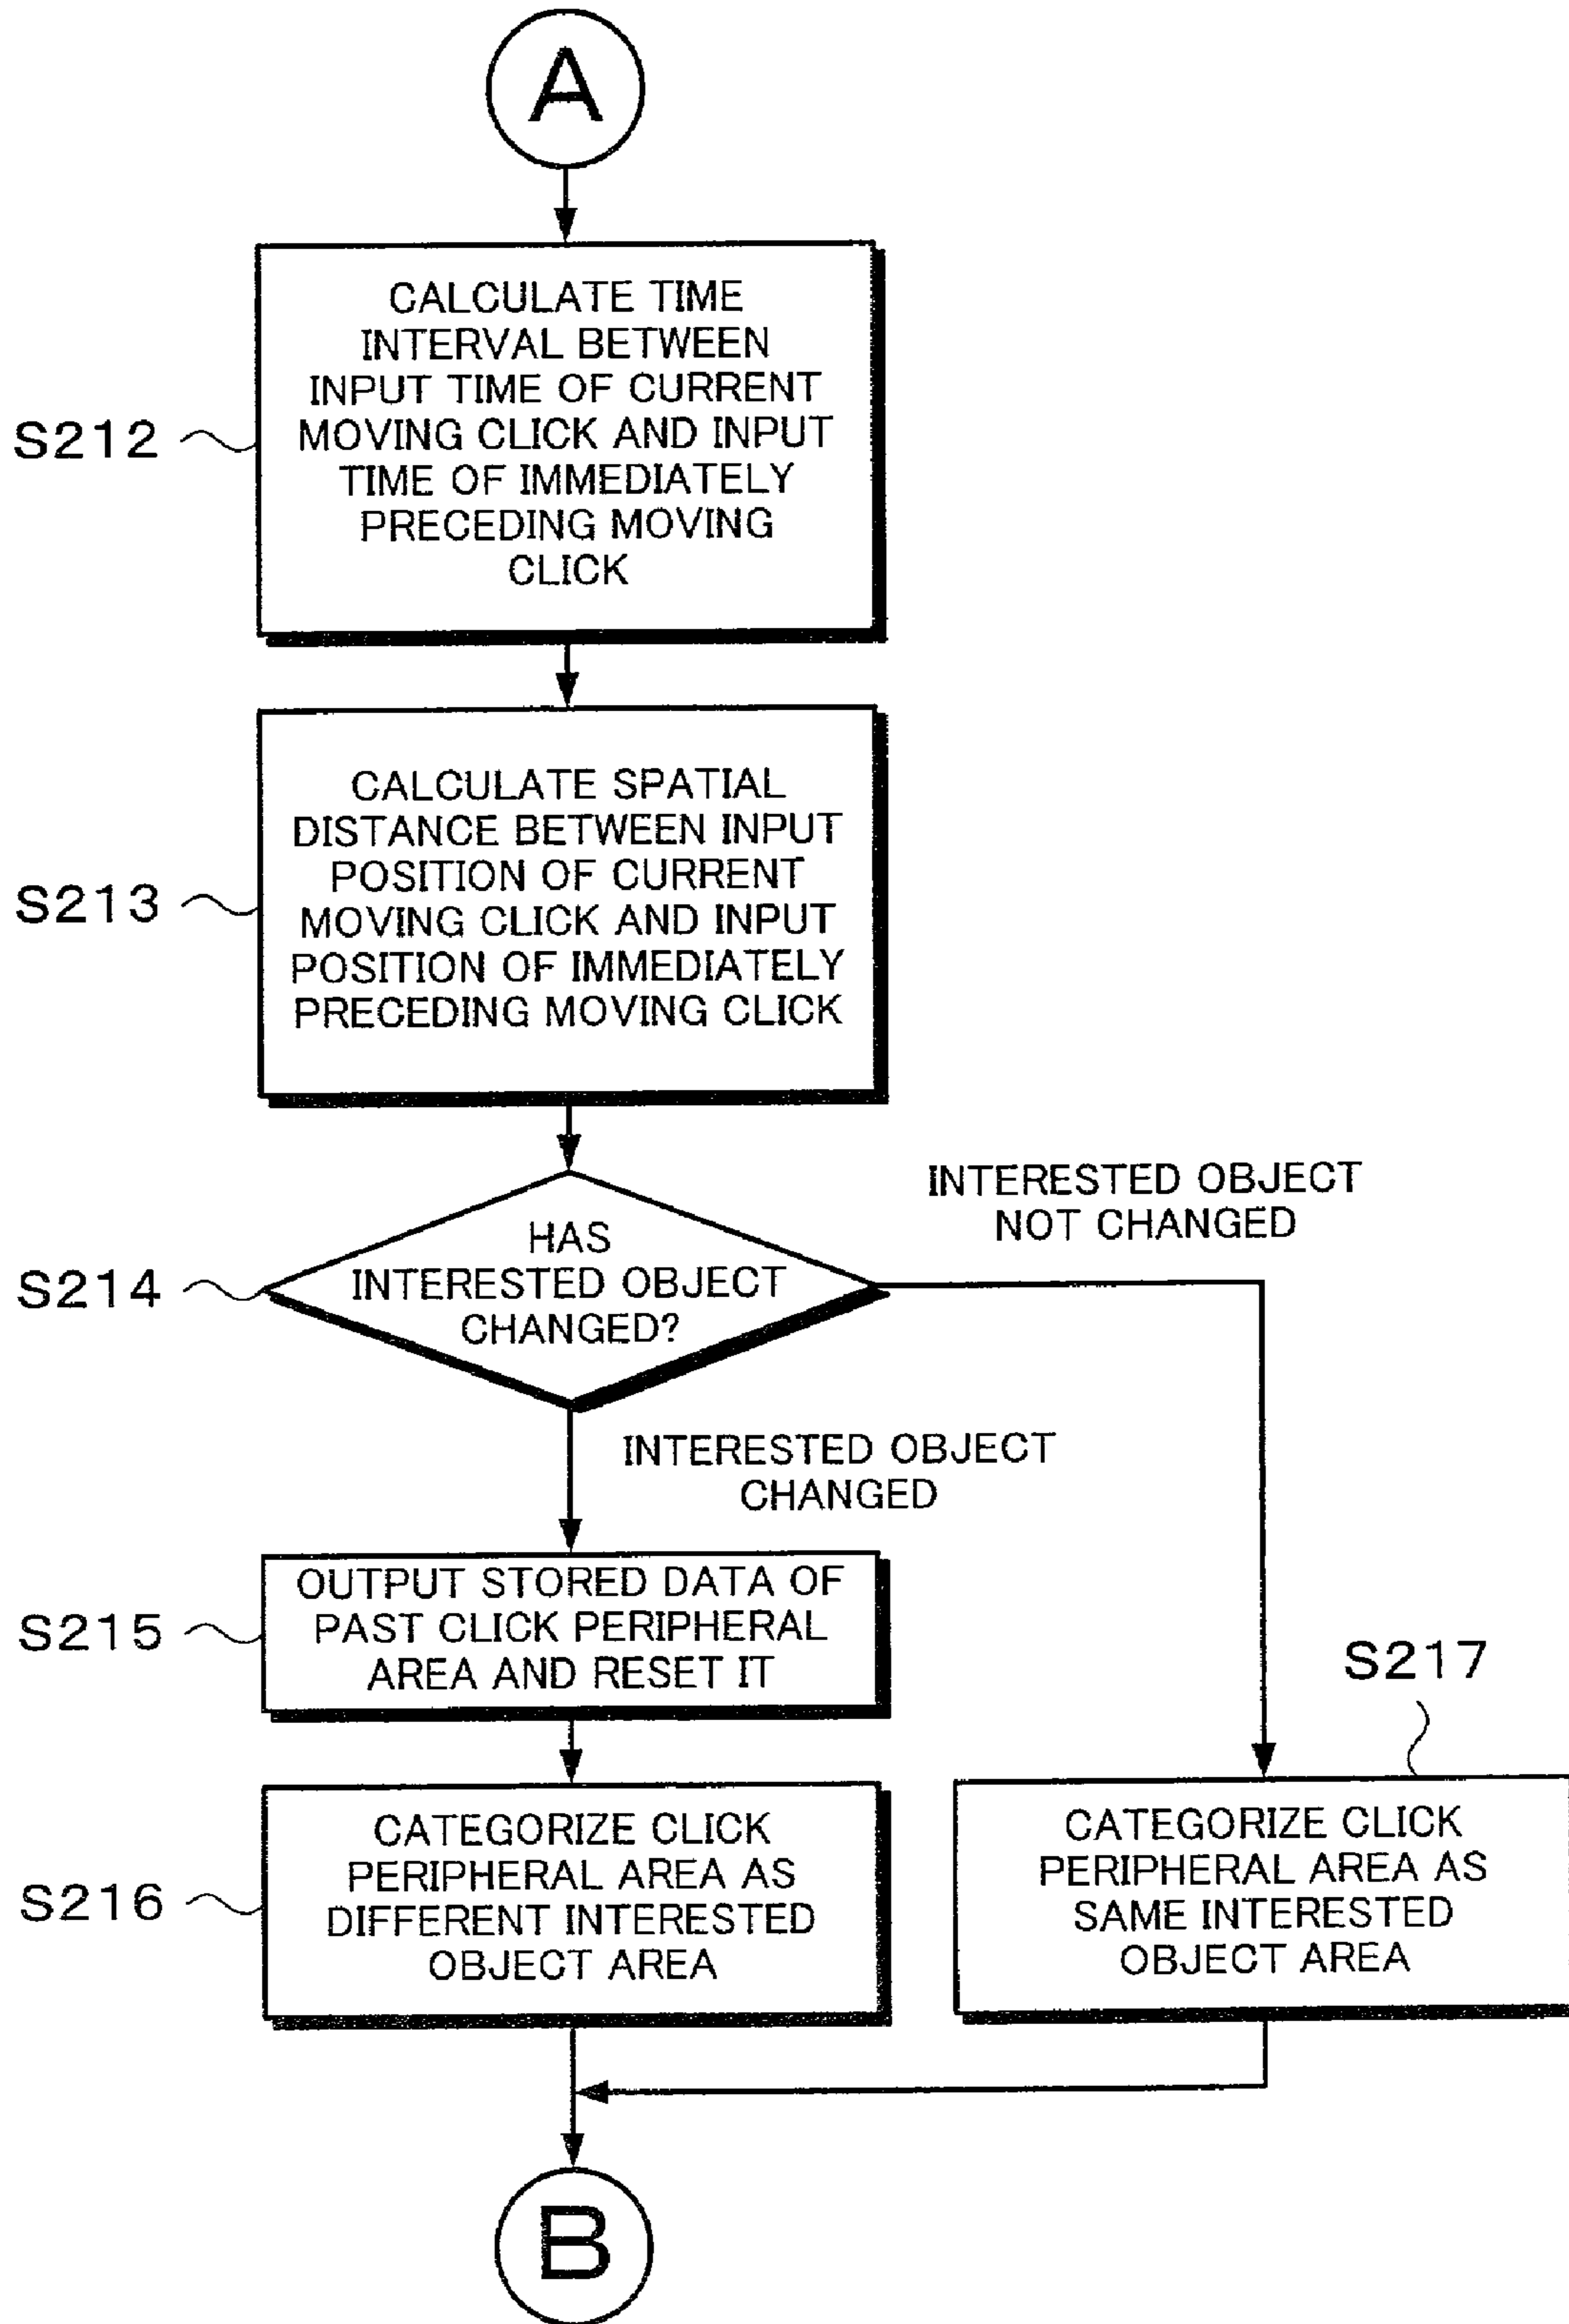 A
S212
CALCULATE TIME
INTERVAL BETWEEN
INPUT TIME OF CURRENT
MOVING CLICK AND INPUT
TIME OF IMMEDIATELY
PRECEDING MOVING
CLICK
S213
CALCULATE SPATIAL
DISTANCE BETWEEN INPUT
POSITION OF CURRENT
MOVING CLICK AND INPUT
POSITION OF IMMEDIATELY
PRECEDING MOVING CLICK
S214
HAS
INTERESTED OBJECT
CHANGED?
INTERESTED OBJECT
NOT CHANGED
INTERESTED OBJECT
CHANGED
S215
OUTPUT STORED DATA OF
PAST CLICK PERIPHERAL
AREA AND RESET IT
S216
CATEGORIZE CLICK
PERIPHERAL AREA AS
DIFFERENT INTERESTED
OBJECT AREA
S217
CATEGORIZE CLICK
PERIPHERAL AREA AS
SAME INTERESTED
OBJECT AREA
B